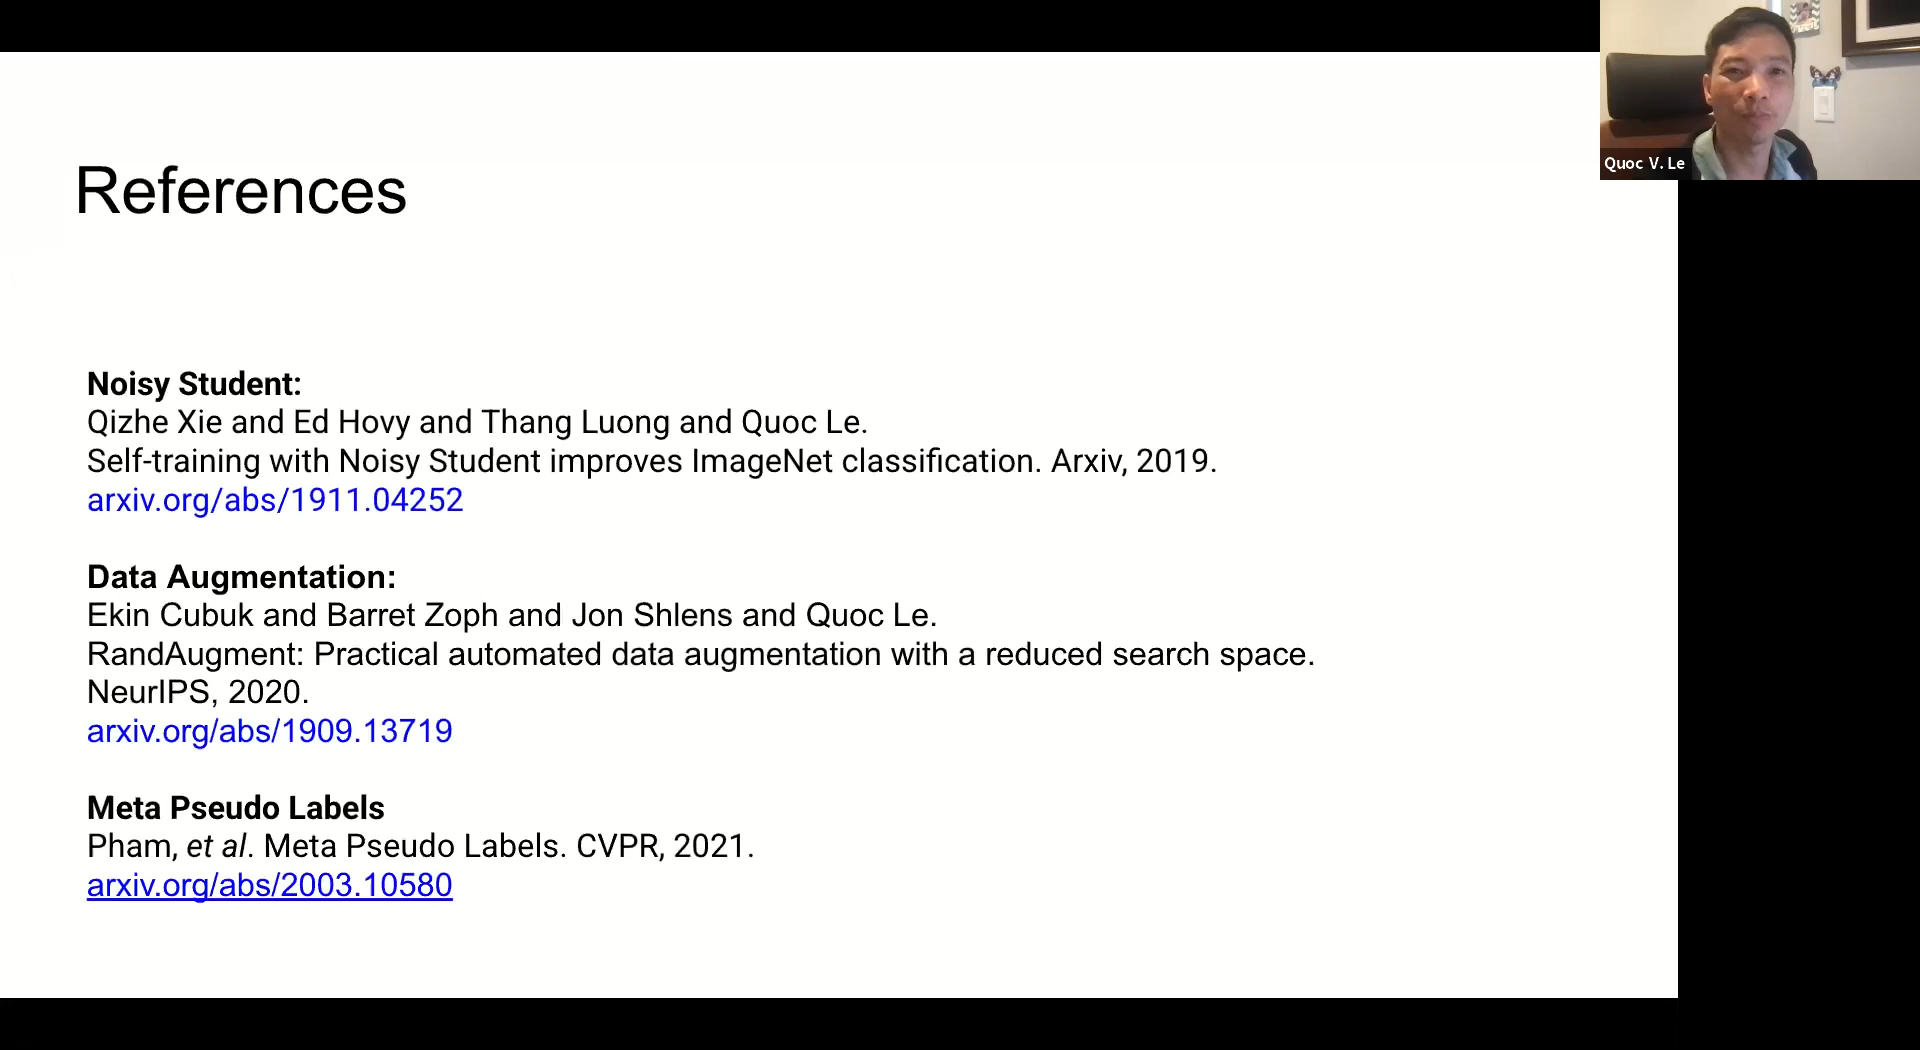 Quoc V. Le
References
Noisy Student:
Qizhe Xie and Ed Hovy and Thang Luong and Quoc Le.
Self-training with Noisy Student improves ImageNet classification. Arxiv, 2019.
arxiv.org/abs/1911.04252
Data Augmentation:
Ekin Cubuk and Barret Zoph and Jon Shlens and Quoc Le.
RandAugment: Practical automated data augmentation with a reduced search space.
NeurIPS, 2020.
arxiv.org/abs/1909.13719
Meta Pseudo Labels
Pham, et al. Meta Pseudo Labels. CVPR, 2021.
arxiv.org/abs/2003.10580